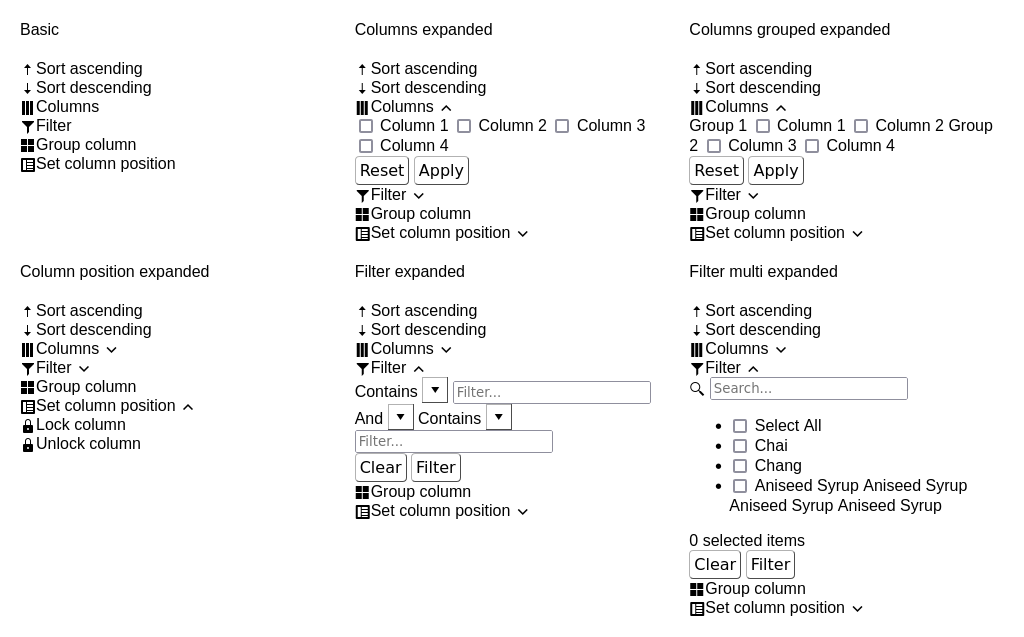 Basic
Sort ascending
Sort descending
Columns
Filter
Group column
Set column position
Columns expanded
Sort ascending
Sort descending
Columns
Column 1 Column 2 Column 3
Column 4
Reset Apply
Filter
Group column
Set column position
Columns grouped expanded
Sort ascending
Sort descending
Columns
Group 1 Column 1 Column 2 Group
2 Column 3 Column 4
Reset Apply
Filter
Group column
Set column position
Column position expanded
Sort ascending
Sort descending
Columns
Filter
Group column
Set column position
Lock column
Unlock column
Filter expanded
Sort ascending
Sort descending
Columns
Filter
Contains Filter...
And Contains
Filter...
Clear Filter
Group column
Set column position
Filter multi expanded
Sort ascending
Sort descending
Columns
Filter
Search...
Select All
Chai
Chang
Aniseed Syrup Aniseed Syrup
Aniseed Syrup Aniseed Syrup
0 selected items
Clear Filter
Group column
Set column position